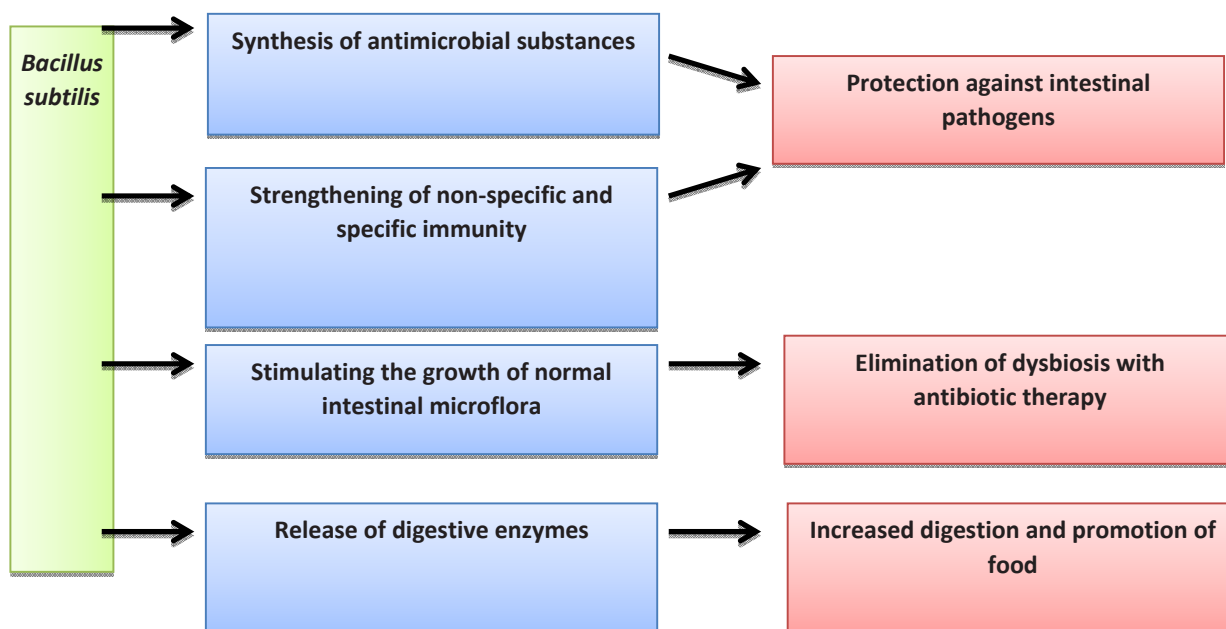 Bacillus
subtilis
Synthesis of antimicrobial substances
Protection against intestinal
pathogens
Strengthening of non-specific and
specific immunity
Stimulating the growth of normal
intestinal microflora
Elimination of dysbiosis with
antibiotic therapy
Release of digestive enzymes
Increased digestion and promotion of
food